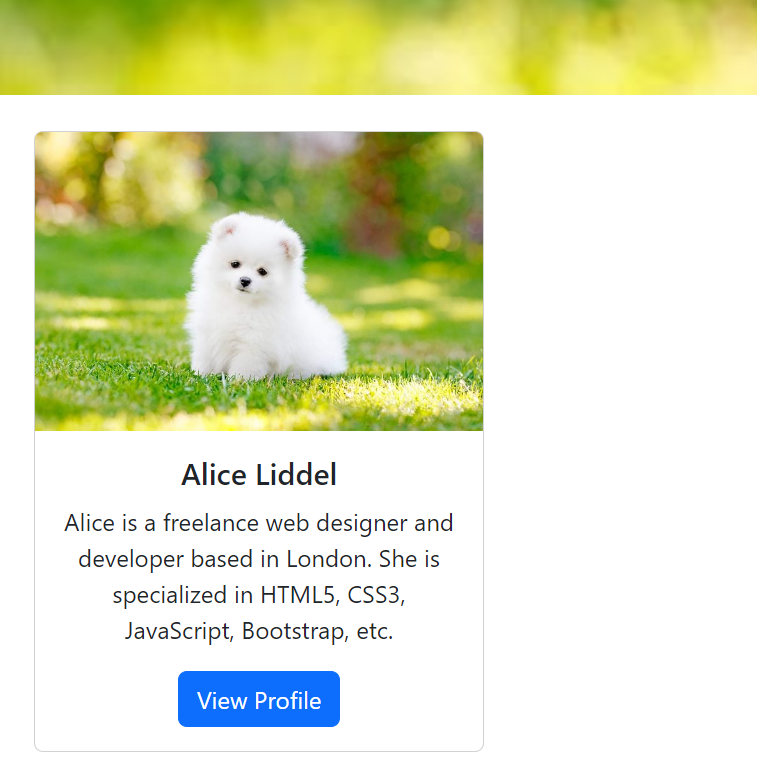 Alice Liddel
Alice is a freelance web designer and
developer based in London. She is
specialized in HTML5, CSS3,
JavaScript, Bootstrap, etc.
View Profile